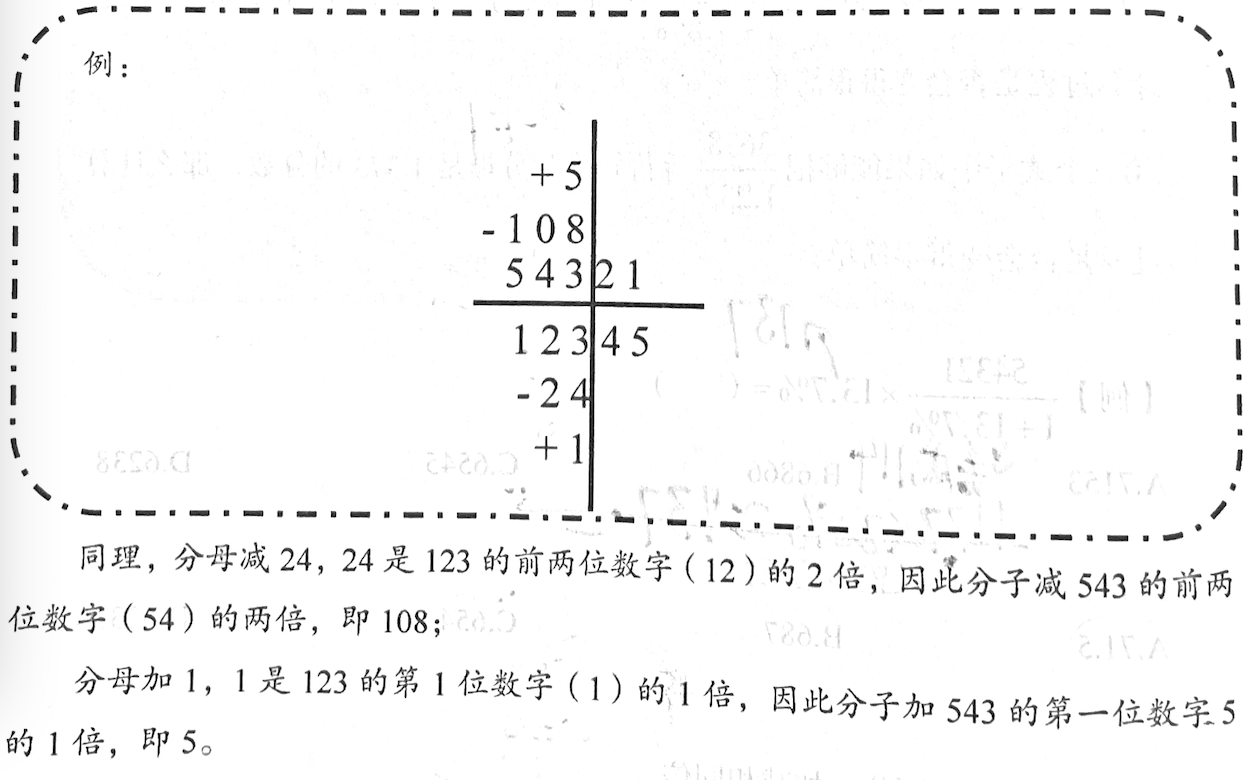 例：
+5
-108
54321
12345
-24
+1
同理，分母减 24，24 是 123 的前两位数字（12）的 2 倍，因此分子减 543 的前两
位数字（54）的两倍，即 108；
分母加 1，1 是 123 的第 1 位数字（1）的 1 倍，因此分子加 543 的第一位数字 5
的 1 倍，即 5。